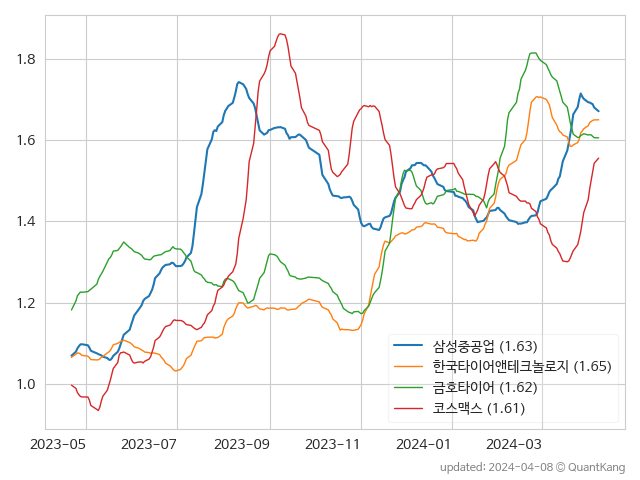 1.8
1.6
1.4
1.2
1.0
삼성중공업 (1.63)
한국타이어앤테크놀로지 (1.65)
금호타이어 (1.62)
코스맥스 (1.61)
2023-05 2023-07 2023-09 2023-11 2024-01 2024-03
updated: 2024-04-08 © QuantKang